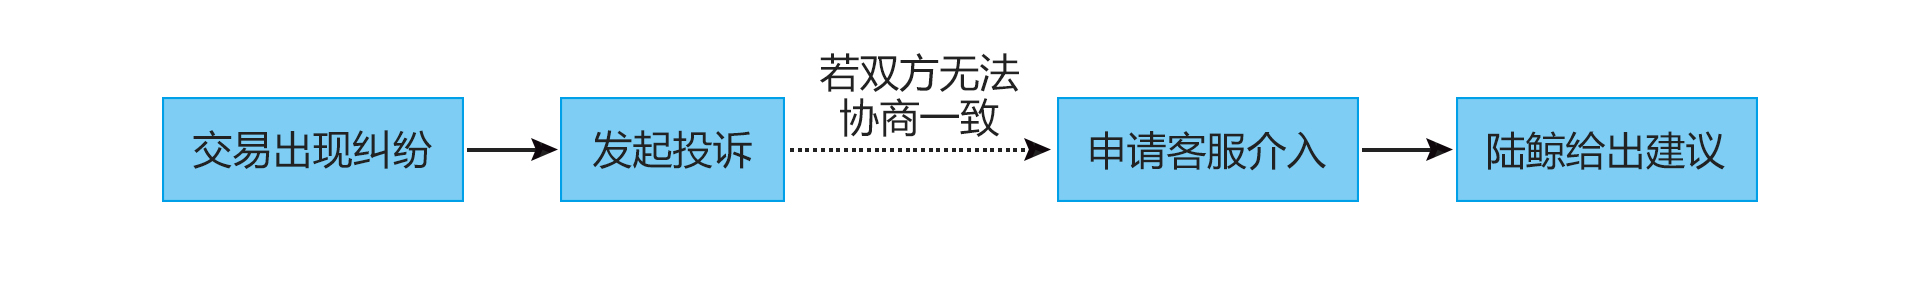 交易出现纠纷
发起投诉
若双方无法
协商一致
申请客服介入
陆鲸给出建议